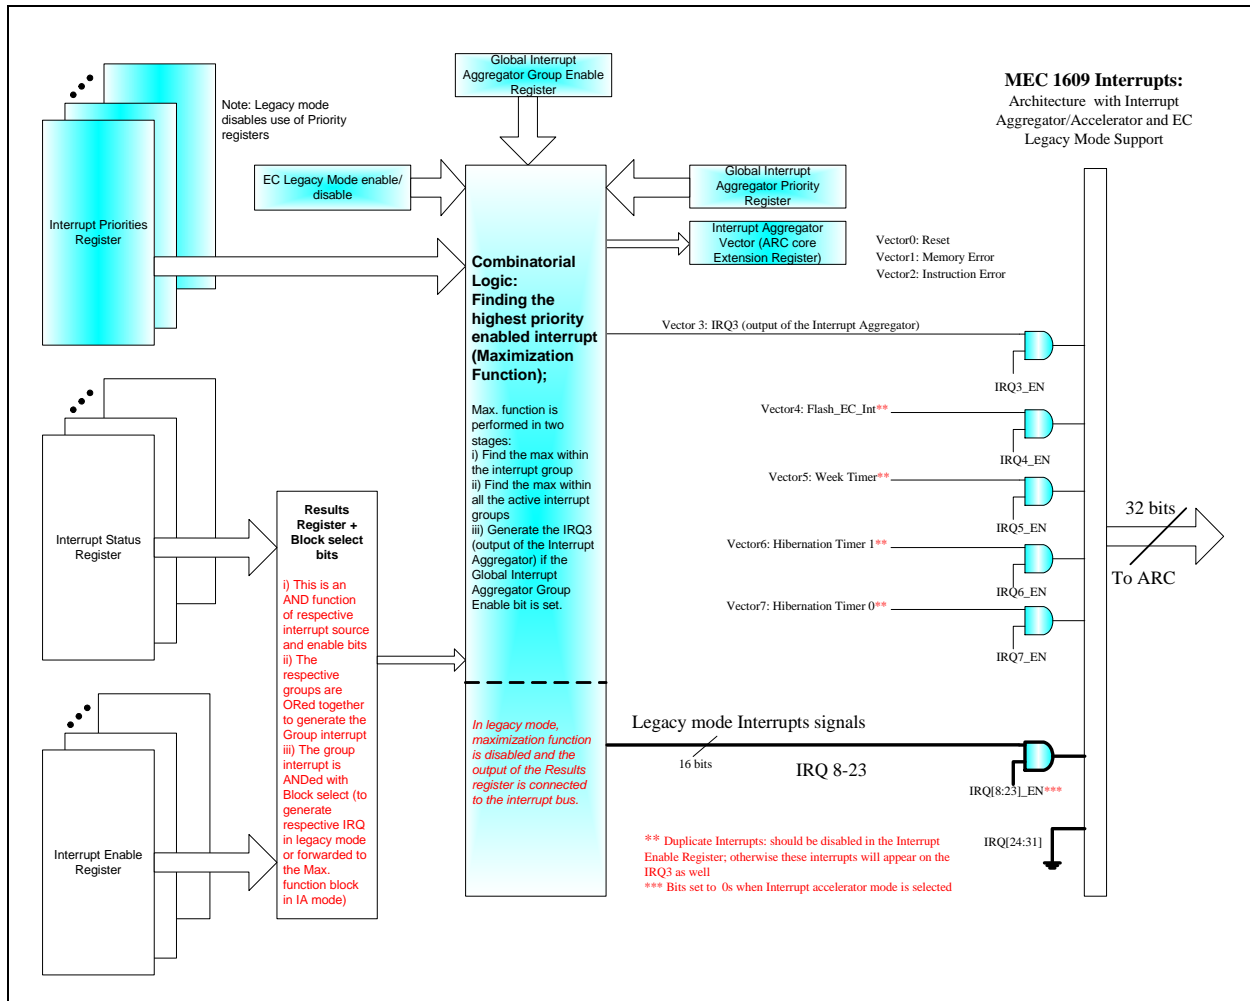 Global Interrupt
Aggregator Group Enable
Register
MEC 1609 Interrupts:
Architecture with Interrupt
Aggregator/Accelerator and EC
Legacy Mode Support
Note: Legacy mode
disables use of Priority
registers
EC Legacy Mode enable/
disable
Global Interrupt
Aggregator Priority
Register
Interrupt Priorities
Register
Interrupt Aggregator
Vector (ARC core
Extension Register)
Vector0: Reset
Vector1: Memory Error
Vector2: Instruction Error
Combinatorial
Logic:
Finding the
highest priority
enabled interrupt
(Maximization
Function);
Max. function is
performed in two
stages:
i) Find the max within
the interrupt group
ii) Find the max within
all the active interrupt
groups
iii) Generate the IRQ3
(output of the Interrupt
Aggregator) if the
Global Interrupt
Aggregator Group
Enable bit is set.
Vector 3: IRQ3 (output of the Interrupt Aggregator)
IRQ3_EN
Vector4: Flash_EC_Int**
IRQ4_EN
Vector5: Week Timer**
IRQ5_EN
Vector6: Hibernation Timer 1**
IRQ6_EN
Vector7: Hibernation Timer 0**
IRQ7_EN
32 bits
To ARC
Interrupt Status
Register
Results
Register +
Block select
bits
i) This is an
AND function
of respective
interrupt source
and enable bits
ii) The
respective
groups are
ORed together
to generate the
Group interrupt
iii) The group
interrupt is
ANDed with
Block select (to
generate
respective IRQ
in legacy mode
or forwarded to
the Max.
function block
in IA mode)
In legacy mode,
maximization function
is disabled and the
output of the Results
register is connected
to the interrupt bus.
Legacy mode Interrupts signals
16 bits
IRQ 8-23
IRQ[8:23]_EN***
IRQ[24:31]
Interrupt Enable
Register
** Duplicate Interrupts: should be disabled in the Interrupt
Enable Register; otherwise these interrupts will appear on the
IRQ3 as well
*** Bits set to 0s when Interrupt accelerator mode is selected